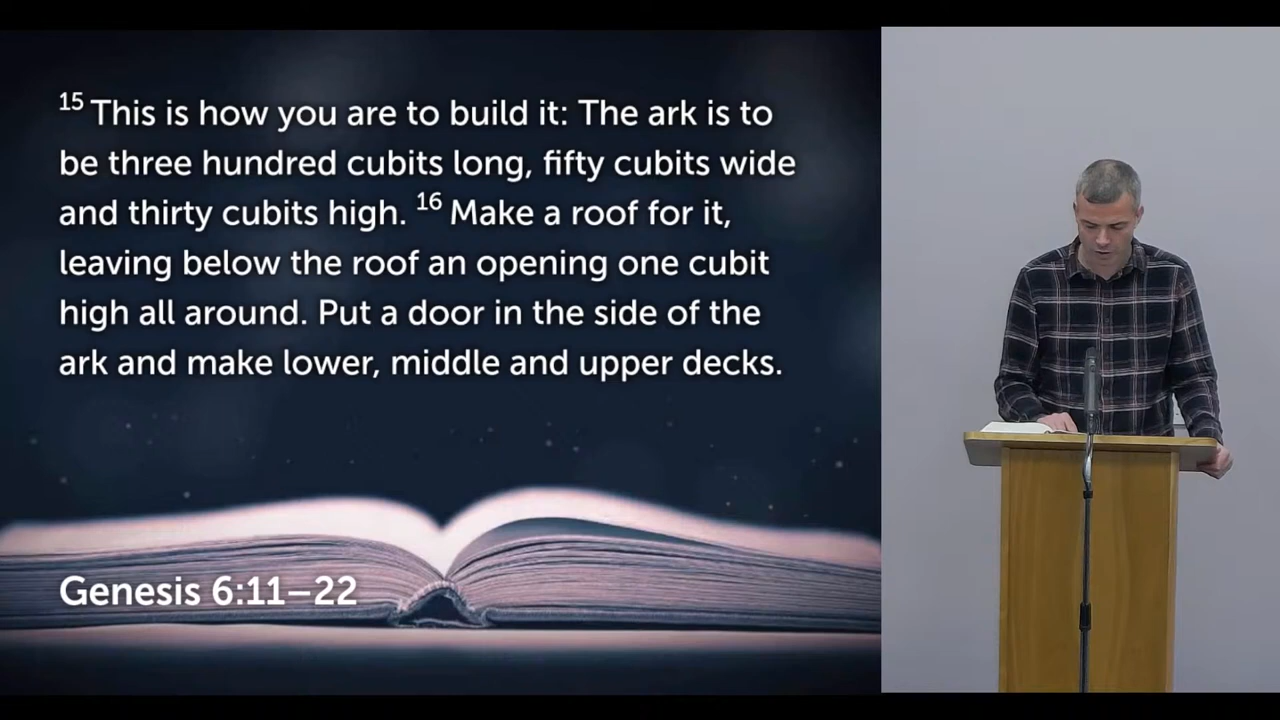 15 This is how you are to build it: The ark is to
be three hundred cubits long, fifty cubits wide
and thirty cubits high. 16 Make a roof for it,
leaving below the roof an opening one cubit
high all around. Put a door in the side of the
ark and make lower, middle and upper decks.
Genesis 6:11–22